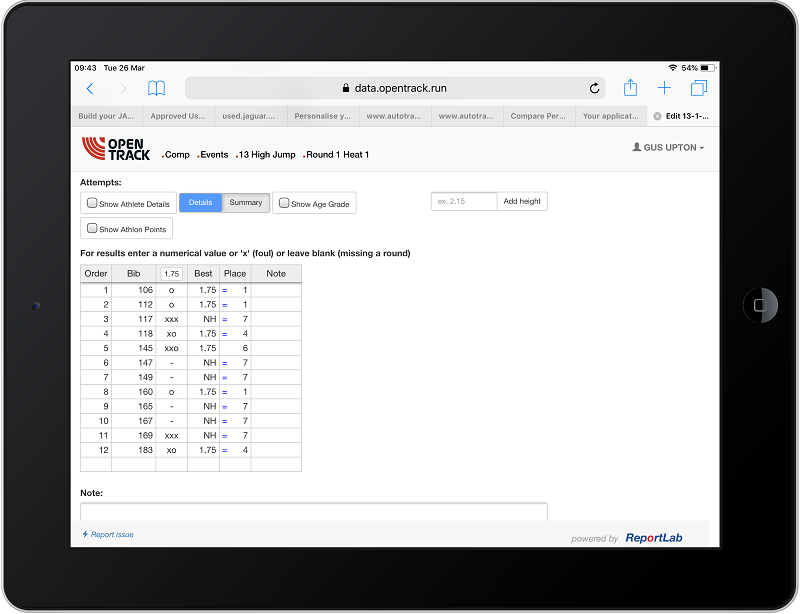 09:43 Tue 26 Mar 54%
data.opentrack.run
Build your JA... Approved Us... used.jaguar.... Personalise y... www.autotra... www.autotra... Compare Per... Your applicat... Edit 13-1-...
OPEN TRACK .Comp .Events .13 High Jump .Round 1 Heat 1 GUS UPTON
Attempts:
Show Athlete Details Details Summary Show Age Grade ex. 2.15 Add height
Show Athlon Points
For results enter a numerical value or 'x' (foul) or leave blank (missing a round)
Order Bib 1.75 Best Place Note
1 106 o 1.75 = 1
2 112 o 1.75 = 1
3 117 xxx NH = 7
4 118 xo 1.75 = 4
5 145 xxo 1.75 6
6 147 - NH = 7
7 149 - NH = 7
8 160 o 1.75 = 1
9 165 - NH = 7
10 167 - NH = 7
11 169 xxx NH = 7
12 183 xo 1.75 = 4
Note:
Report issue powered by ReportLab